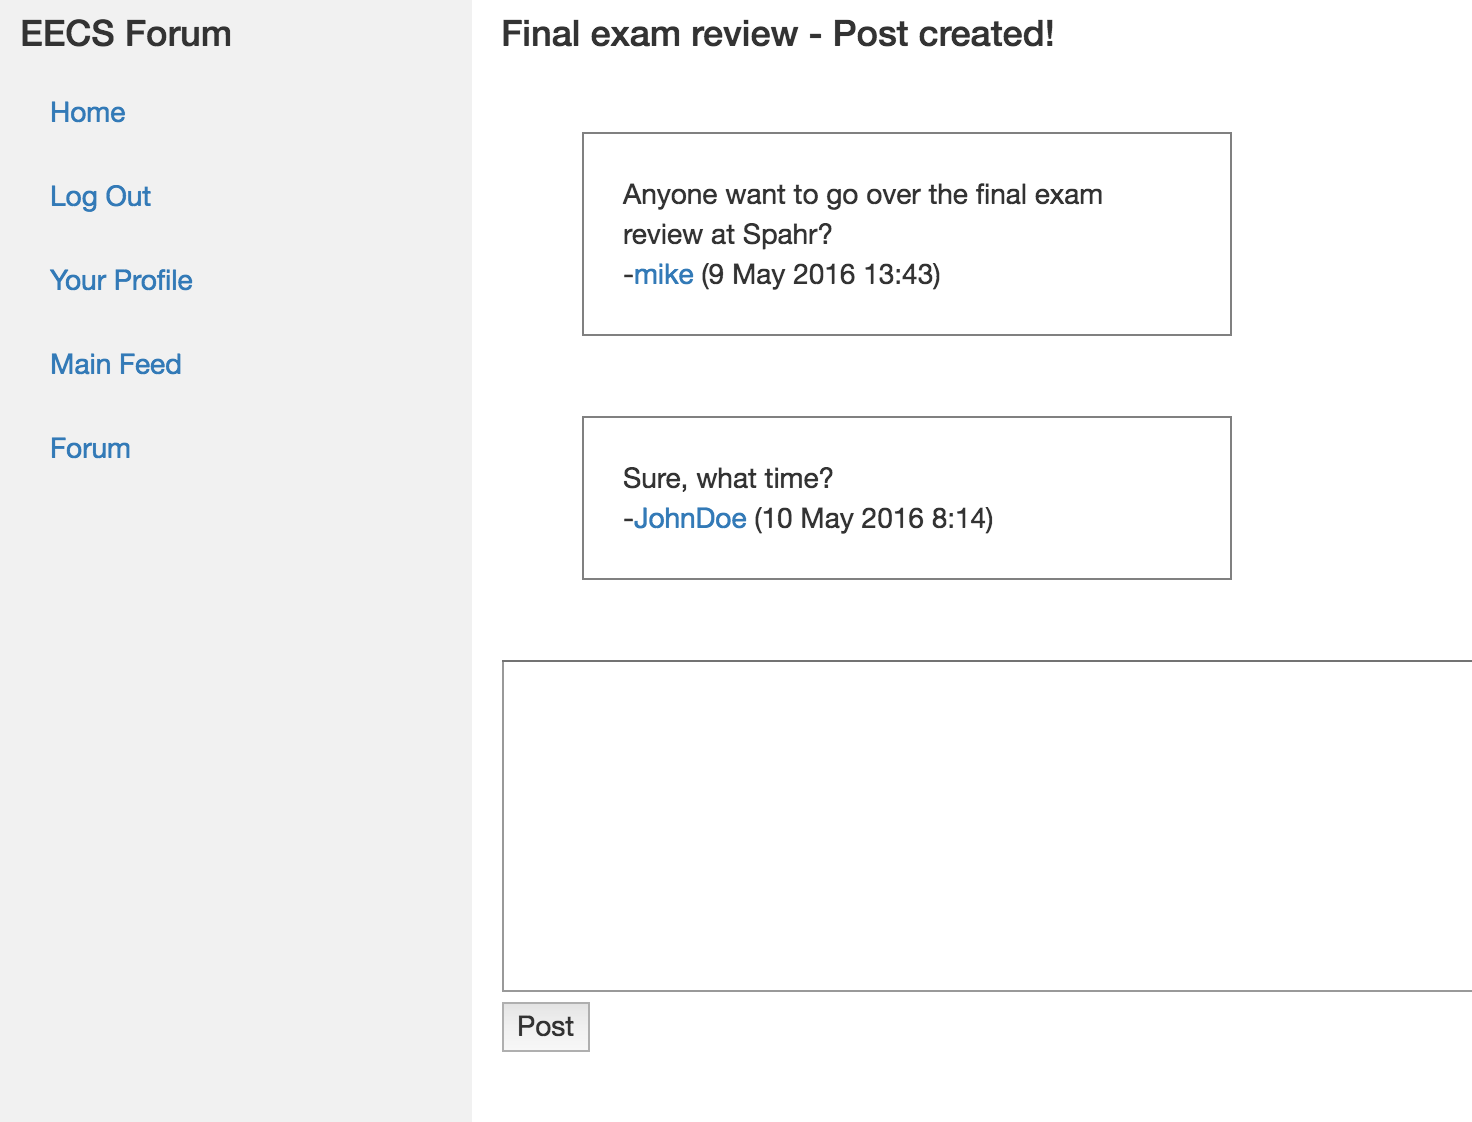 EECS Forum
Home
Log Out
Your Profile
Main Feed
Forum
Final exam review - Post created!
Anyone want to go over the final exam
review at Spahr?
-mike (9 May 2016 13:43)
Sure, what time?
-JohnDoe (10 May 2016 8:14)
Post